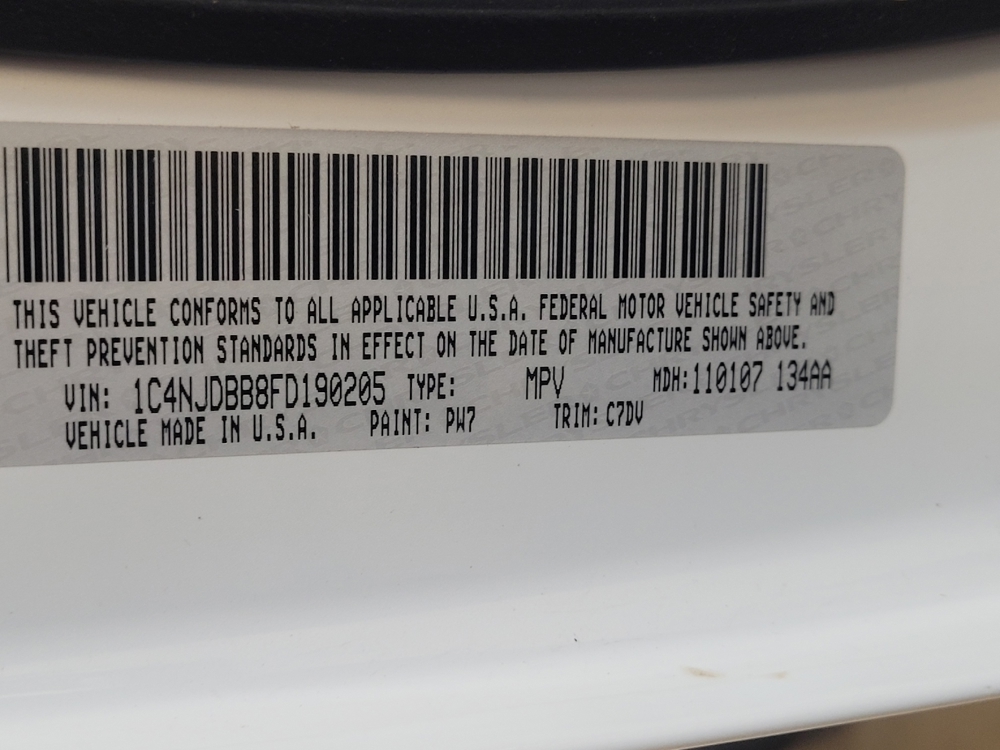 THIS VEHICLE CONFORMS TO ALL APPLICABLE U.S.A. FEDERAL MOTOR VEHICLE SAFETY AND
THEFT PREVENTION STANDARDS IN EFFECT ON THE DATE OF MANUFACTURE SHOWN ABOVE.
VIN: 1C4NJDBB8FD190205 TYPE: MPV MDH:110107 134AA
VEHICLE MADE IN U.S.A. PAINT: PW7 TRIM: C7DV